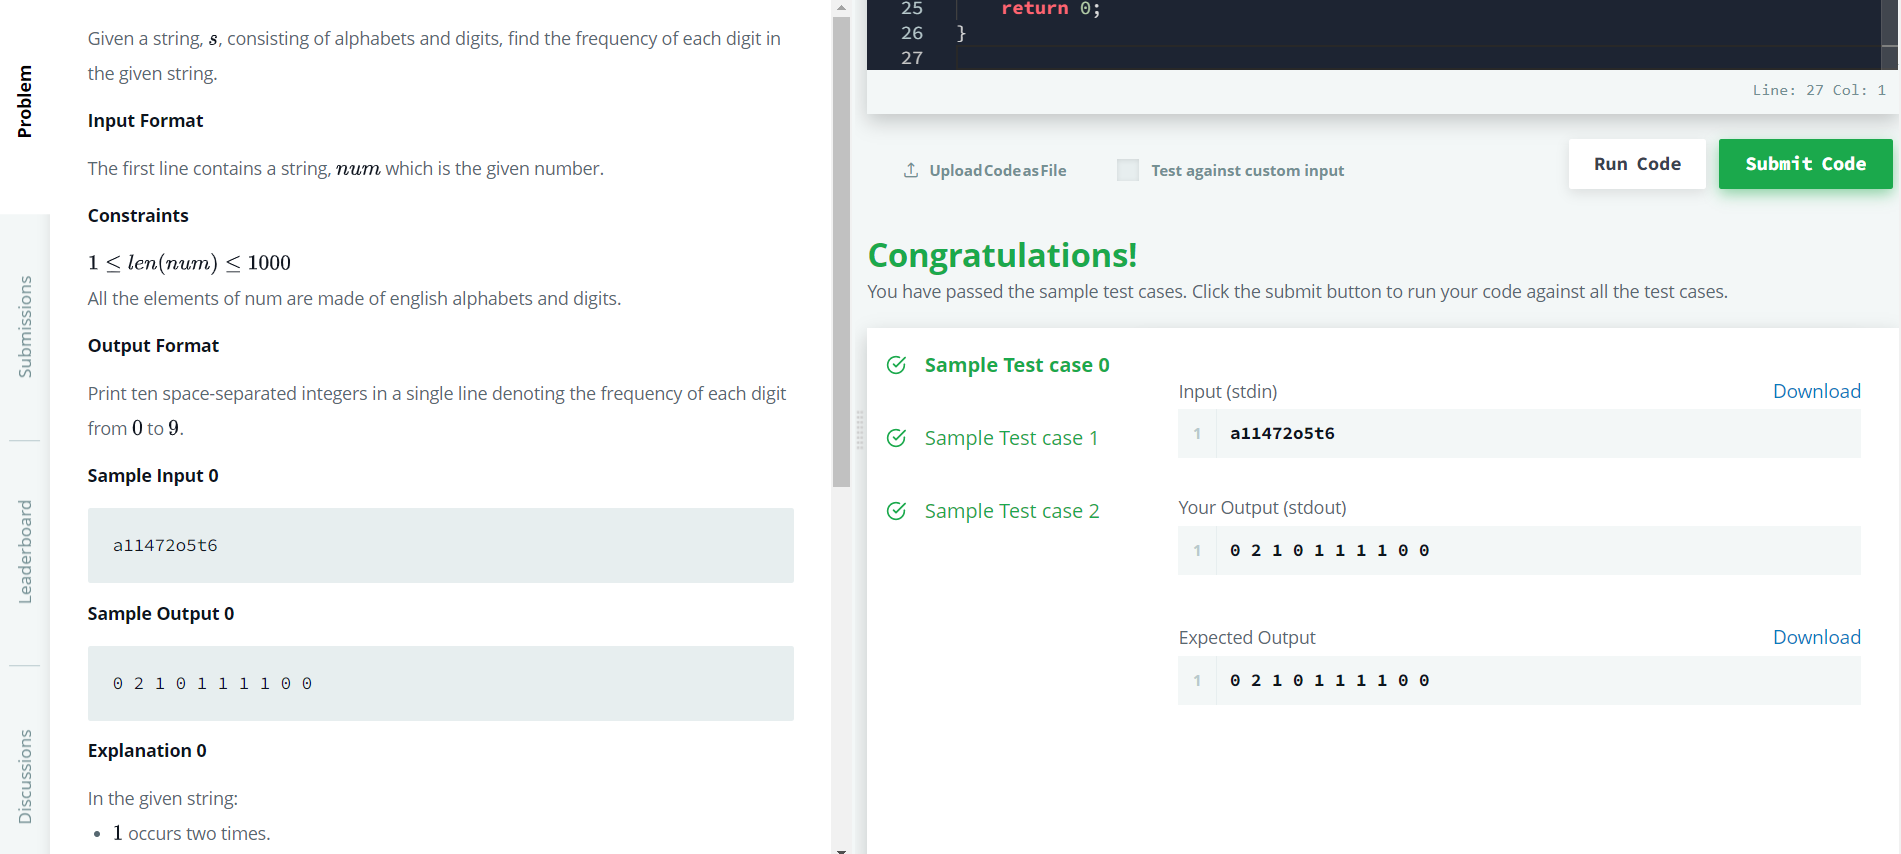 Problem
Submissions
Leaderboard
Discussions
Given a string, s, consisting of alphabets and digits, find the frequency of each digit in
the given string.
Input Format
The first line contains a string, num which is the given number.
Constraints
1 ≤ len(num) ≤ 1000
All the elements of num are made of english alphabets and digits.
Output Format
Print ten space-separated integers in a single line denoting the frequency of each digit
from 0 to 9.
Sample Input 0
a11472o5t6
Sample Output 0
0 2 1 0 1 1 1 1 0 0
Explanation 0
In the given string:
• 1 occurs two times.
25 return 0;
26 }
27
Line: 27 Col: 1
Upload Code as File
Test against custom input
Run Code
Submit Code
Congratulations!
You have passed the sample test cases. Click the submit button to run your code against all the test cases.
Sample Test case 0
Sample Test case 1
Sample Test case 2
Input (stdin)
Download
1 a11472o5t6
Your Output (stdout)
1 0 2 1 0 1 1 1 1 0 0
Expected Output
Download
1 0 2 1 0 1 1 1 1 0 0